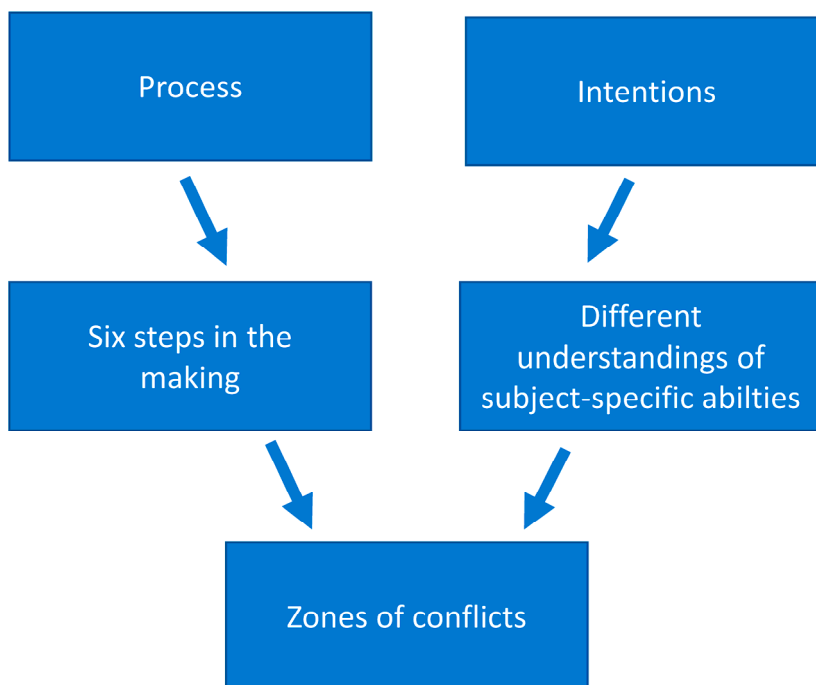 Process
Intentions
Six steps in the
making
Different
understandings of
subject-specific abilties
Zones of conflicts